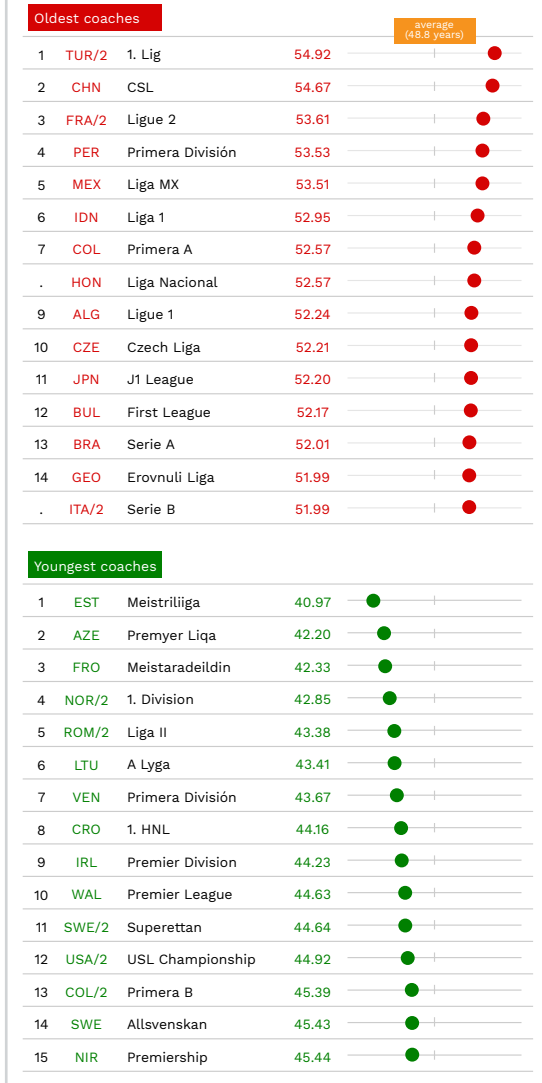 Oldest coaches
average
(48.8 years)
1 TUR/2 1. Lig 54.92
2 CHN CSL 54.67
3 FRA/2 Ligue 2 53.61
4 PER Primera División 53.53
5 MEX Liga MX 53.51
6 IDN Liga 1 52.95
7 COL Primera A 52.57
. HON Liga Nacional 52.57
9 ALG Ligue 1 52.24
10 CZE Czech Liga 52.21
11 JPN J1 League 52.20
12 BUL First League 52.17
13 BRA Serie A 52.01
14 GEO Erovnuli Liga 51.99
. ITA/2 Serie B 51.99
Youngest coaches
1 EST Meistriliiga 40.97
2 AZE Premyer Liqa 42.20
3 FRO Meistaradeildin 42.33
4 NOR/2 1. Division 42.85
5 ROM/2 Liga II 43.38
6 LTU A Lyga 43.41
7 VEN Primera División 43.67
8 CRO 1. HNL 44.16
9 IRL Premier Division 44.23
10 WAL Premier League 44.63
11 SWE/2 Superettan 44.64
12 USA/2 USL Championship 44.92
13 COL/2 Primera B 45.39
14 SWE Allsvenskan 45.43
15 NIR Premiership 45.44